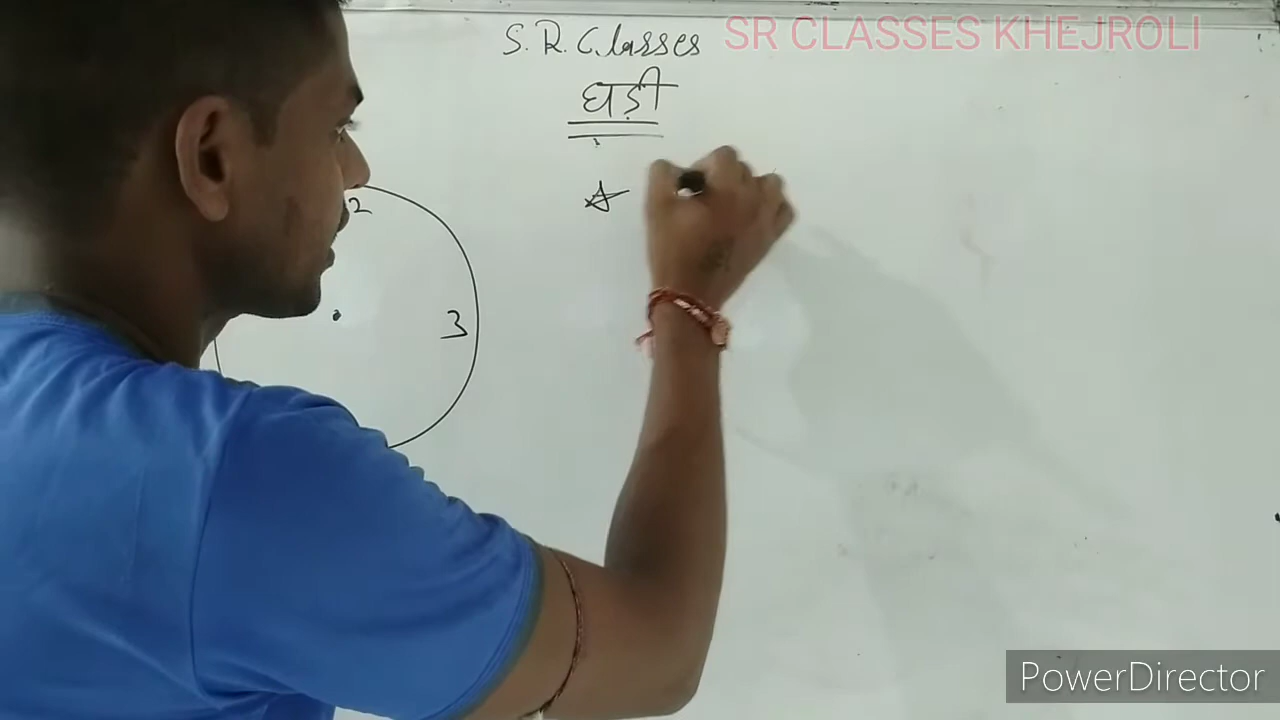 S.R. Classes SR CLASSES KHEJROLI
घड़ी
2
3
PowerDirector